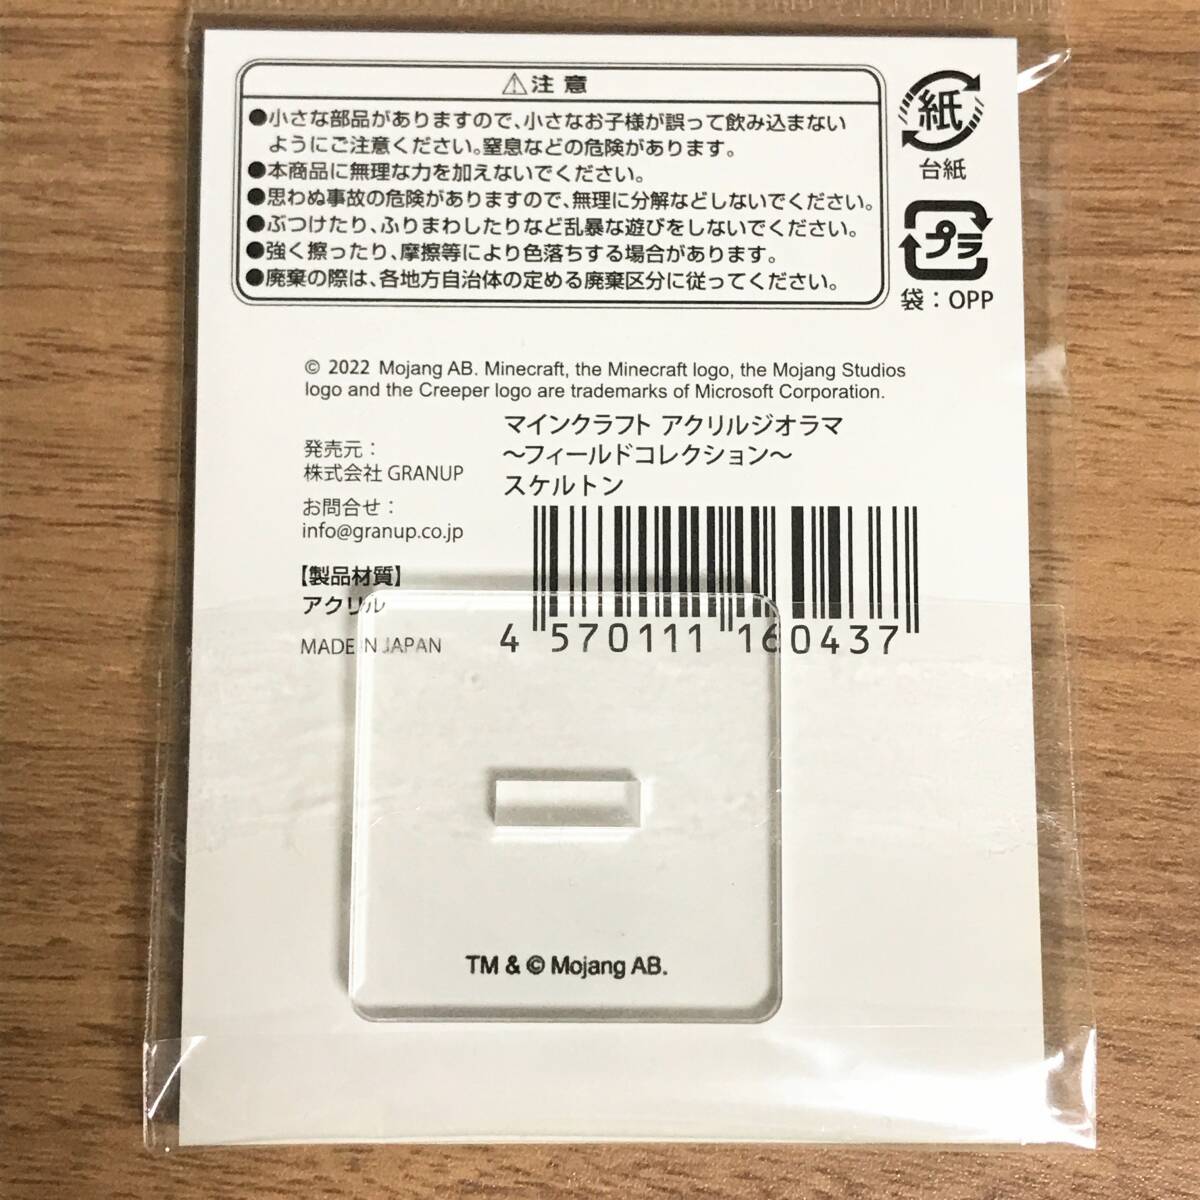 ⚠注意
●小さな部品がありますので、小さなお子様が誤って飲み込まない
ようにご注意ください。窒息などの危険があります。
●本商品に無理な力を加えないでください。
●思わぬ事故の危険がありますので、無理に分解などしないでください。
●ぶつけたり、ふりまわしたりなど乱暴な遊びをしないでください。
●強く擦ったり、摩擦等により色落ちする場合があります。
●廃棄の際は、各地方自治体の定める廃棄区分に従ってください。
紙
台紙
プラ
袋：OPP
© 2022 Mojang AB. Minecraft, the Minecraft logo, the Mojang Studios
logo and the Creeper logo are trademarks of Microsoft Corporation.
マインクラフト アクリルジオラマ
～フィールドコレクション～
スケルトン
発売元：
株式会社 GRANUP
お問合せ：
info@granup.co.jp
【製品材質】
アクリル
MADE IN JAPAN
4 570111 160437
TM & © Mojang AB.